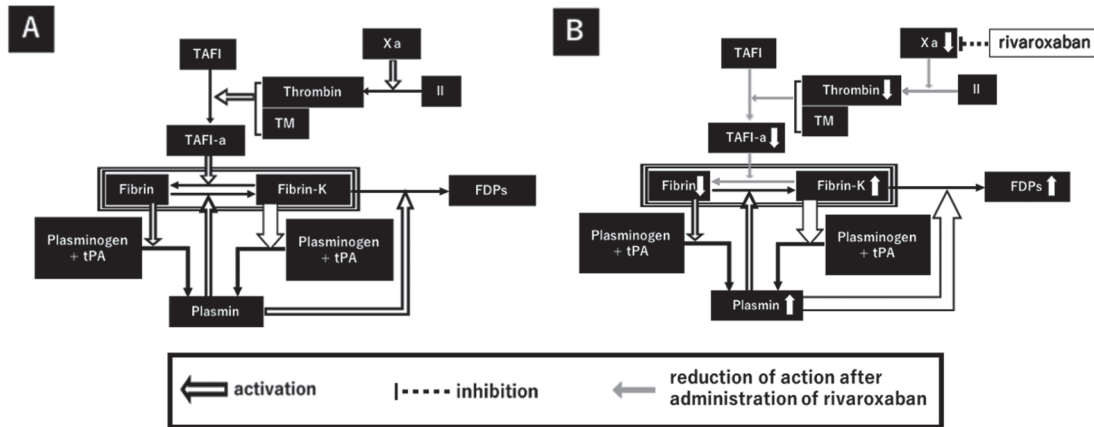 A
Xa
TAFI
Thrombin
II
TM
TAFI-a
Fibrin
Fibrin-K
FDPs
Plasminogen
+ tPA
Plasminogen
+ tPA
Plasmin
B
Xa
rivaroxaban
TAFI
Thrombin
II
TM
TAFI-a
Fibrin
Fibrin-K
FDPs
Plasminogen
+ tPA
Plasminogen
+ tPA
Plasmin
activation
inhibition
reduction of action after
administration of rivaroxaban